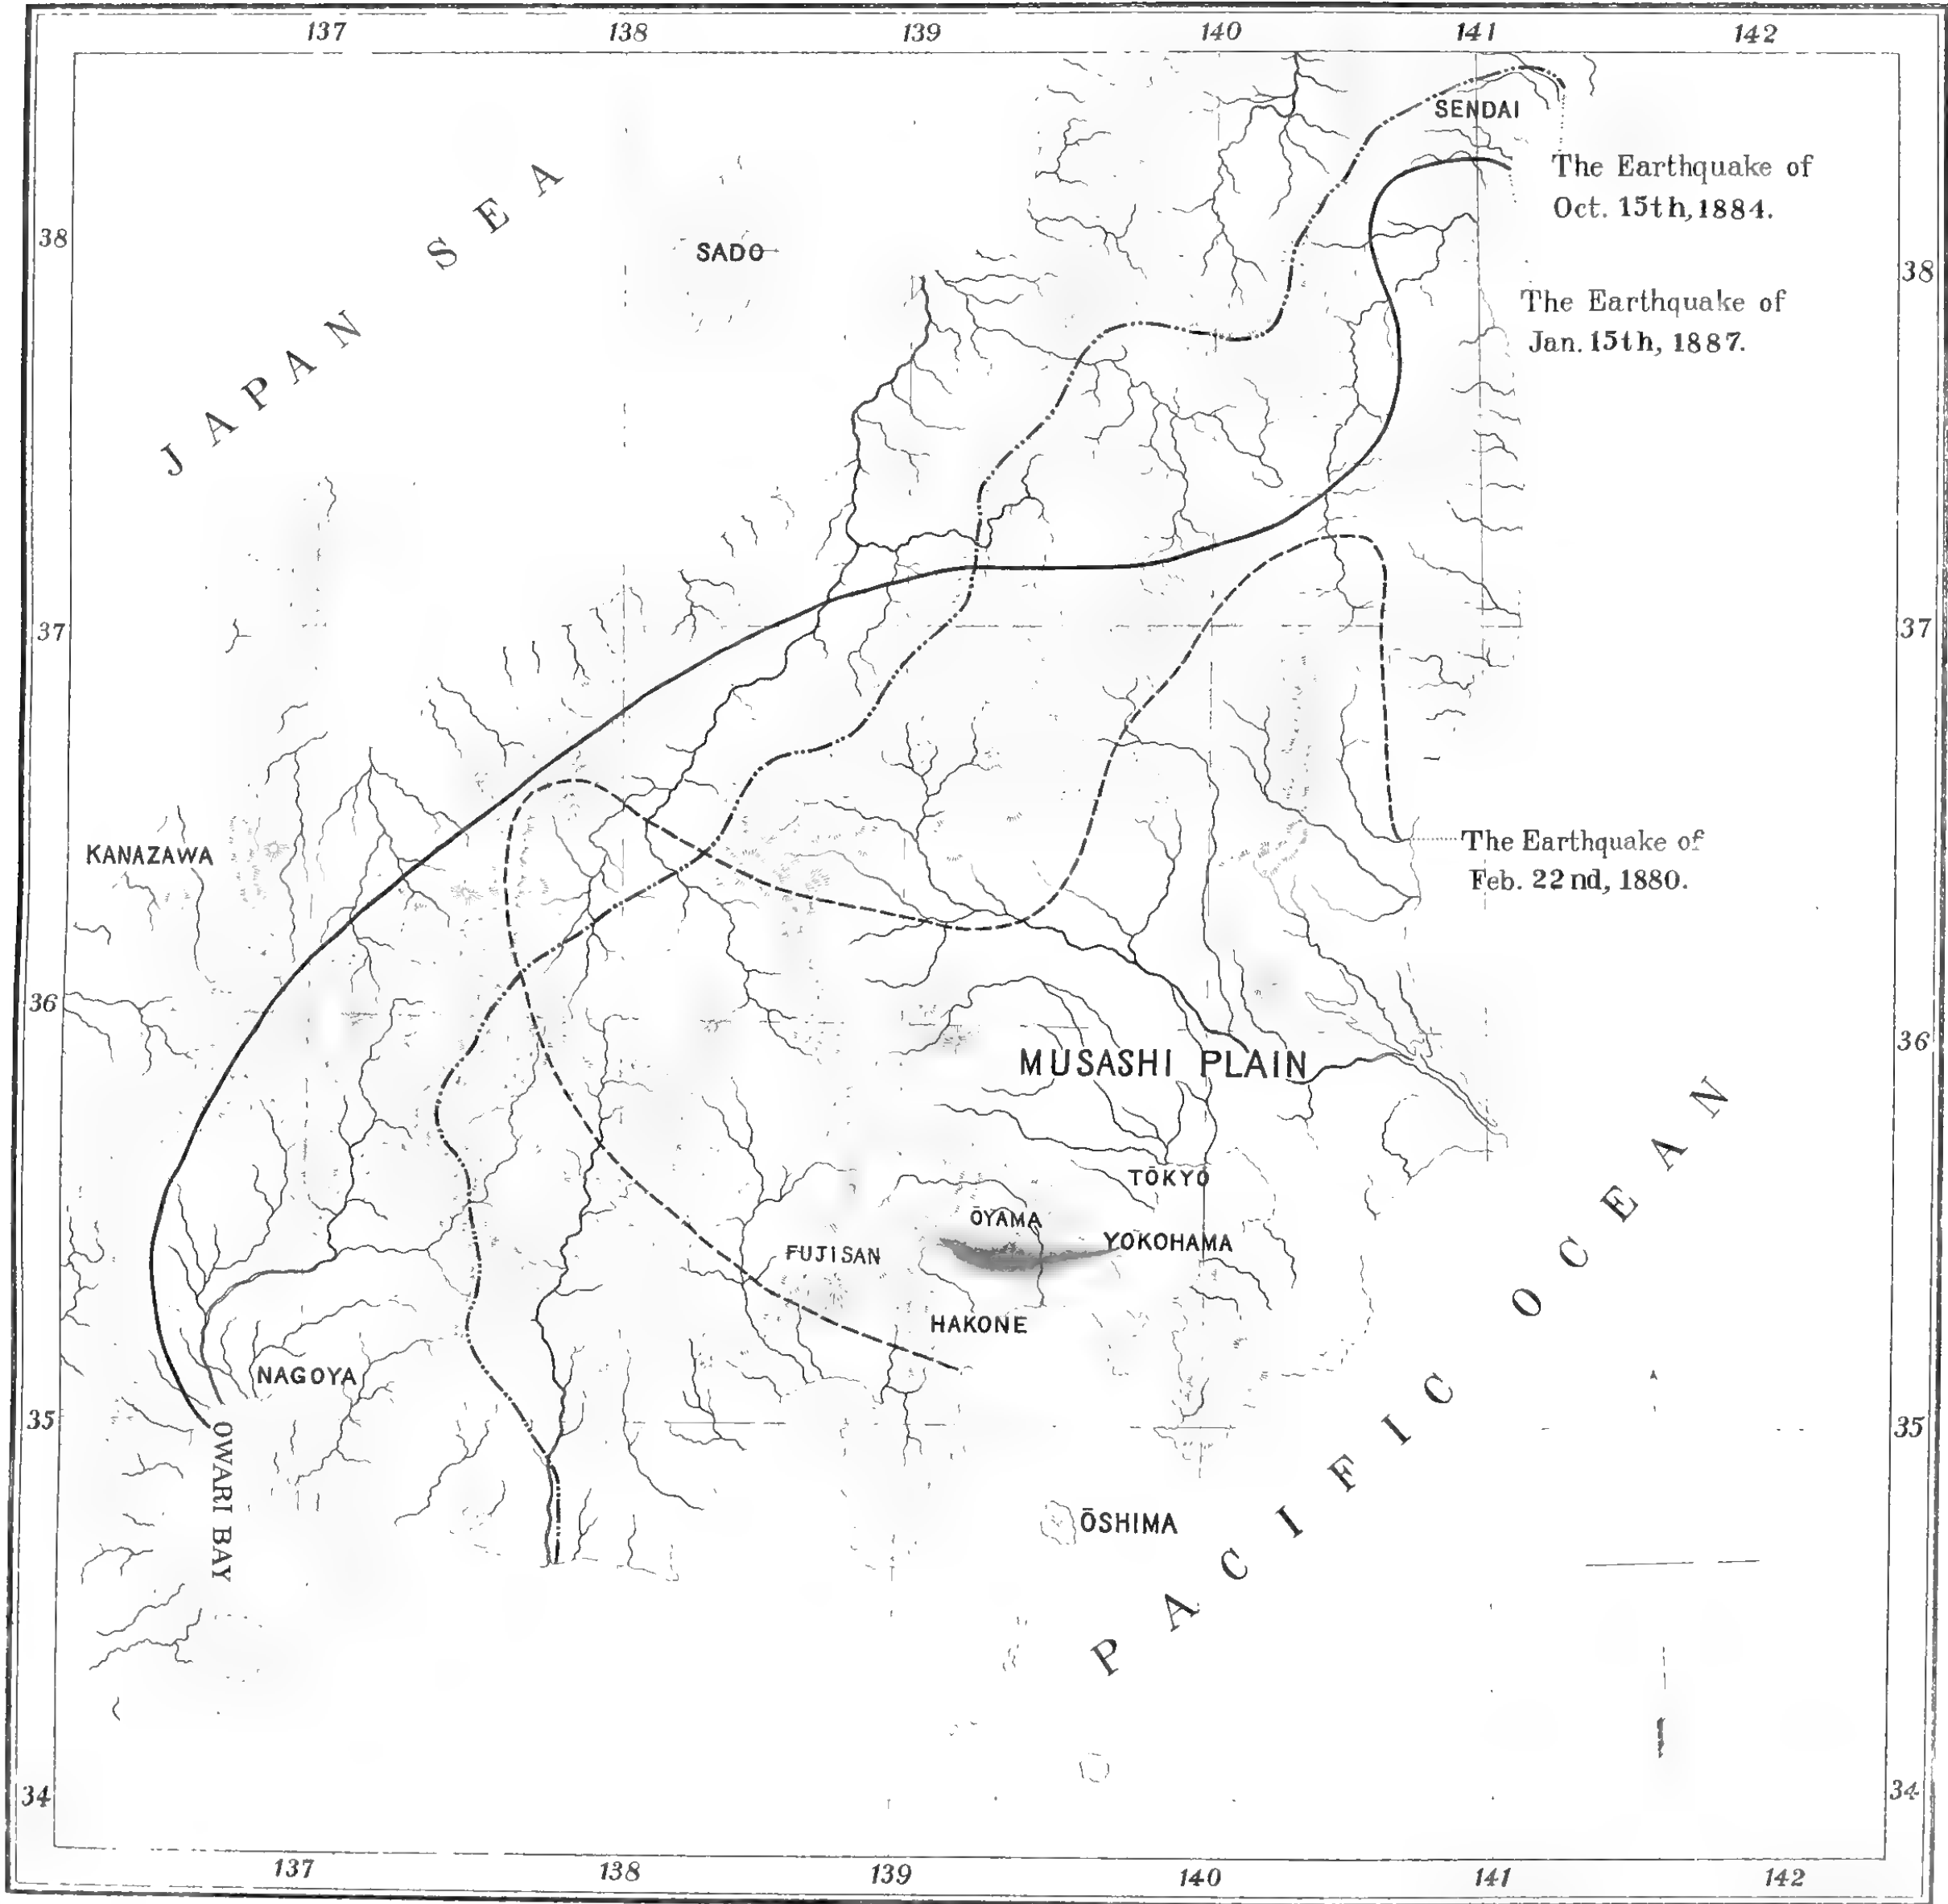 137 138 139 140 141 142
SENDAI
The Earthquake of
Oct. 15th, 1884.
JAPAN SEA
38
SADO
38
The Earthquake of
Jan. 15th, 1887.
37
37
KANAZAWA
The Earthquake of
Feb. 22nd, 1880.
36
36
MUSASHI PLAIN
TŌKYO
ŌYAMA
YOKOHAMA
FUJISAN
HAKONE
NAGOYA
35
35
OWARI BAY
ŌSHIMA
PACIFIC OCEAN
34
34
137 138 139 140 141 142